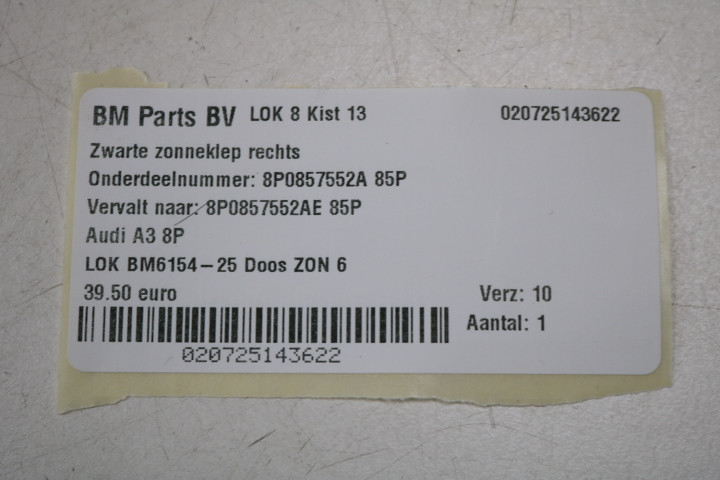 BM Parts BV LOK 8 Kist 13 020725143622
Zwarte zonneklep rechts
Onderdeelnummer: 8P0857552A 85P
Vervalt naar: 8P0857552AE 85P
Audi A3 8P
LOK BM6154-25 Doos ZON 6
39.50 euro Verz: 10
Aantal: 1
020725143622